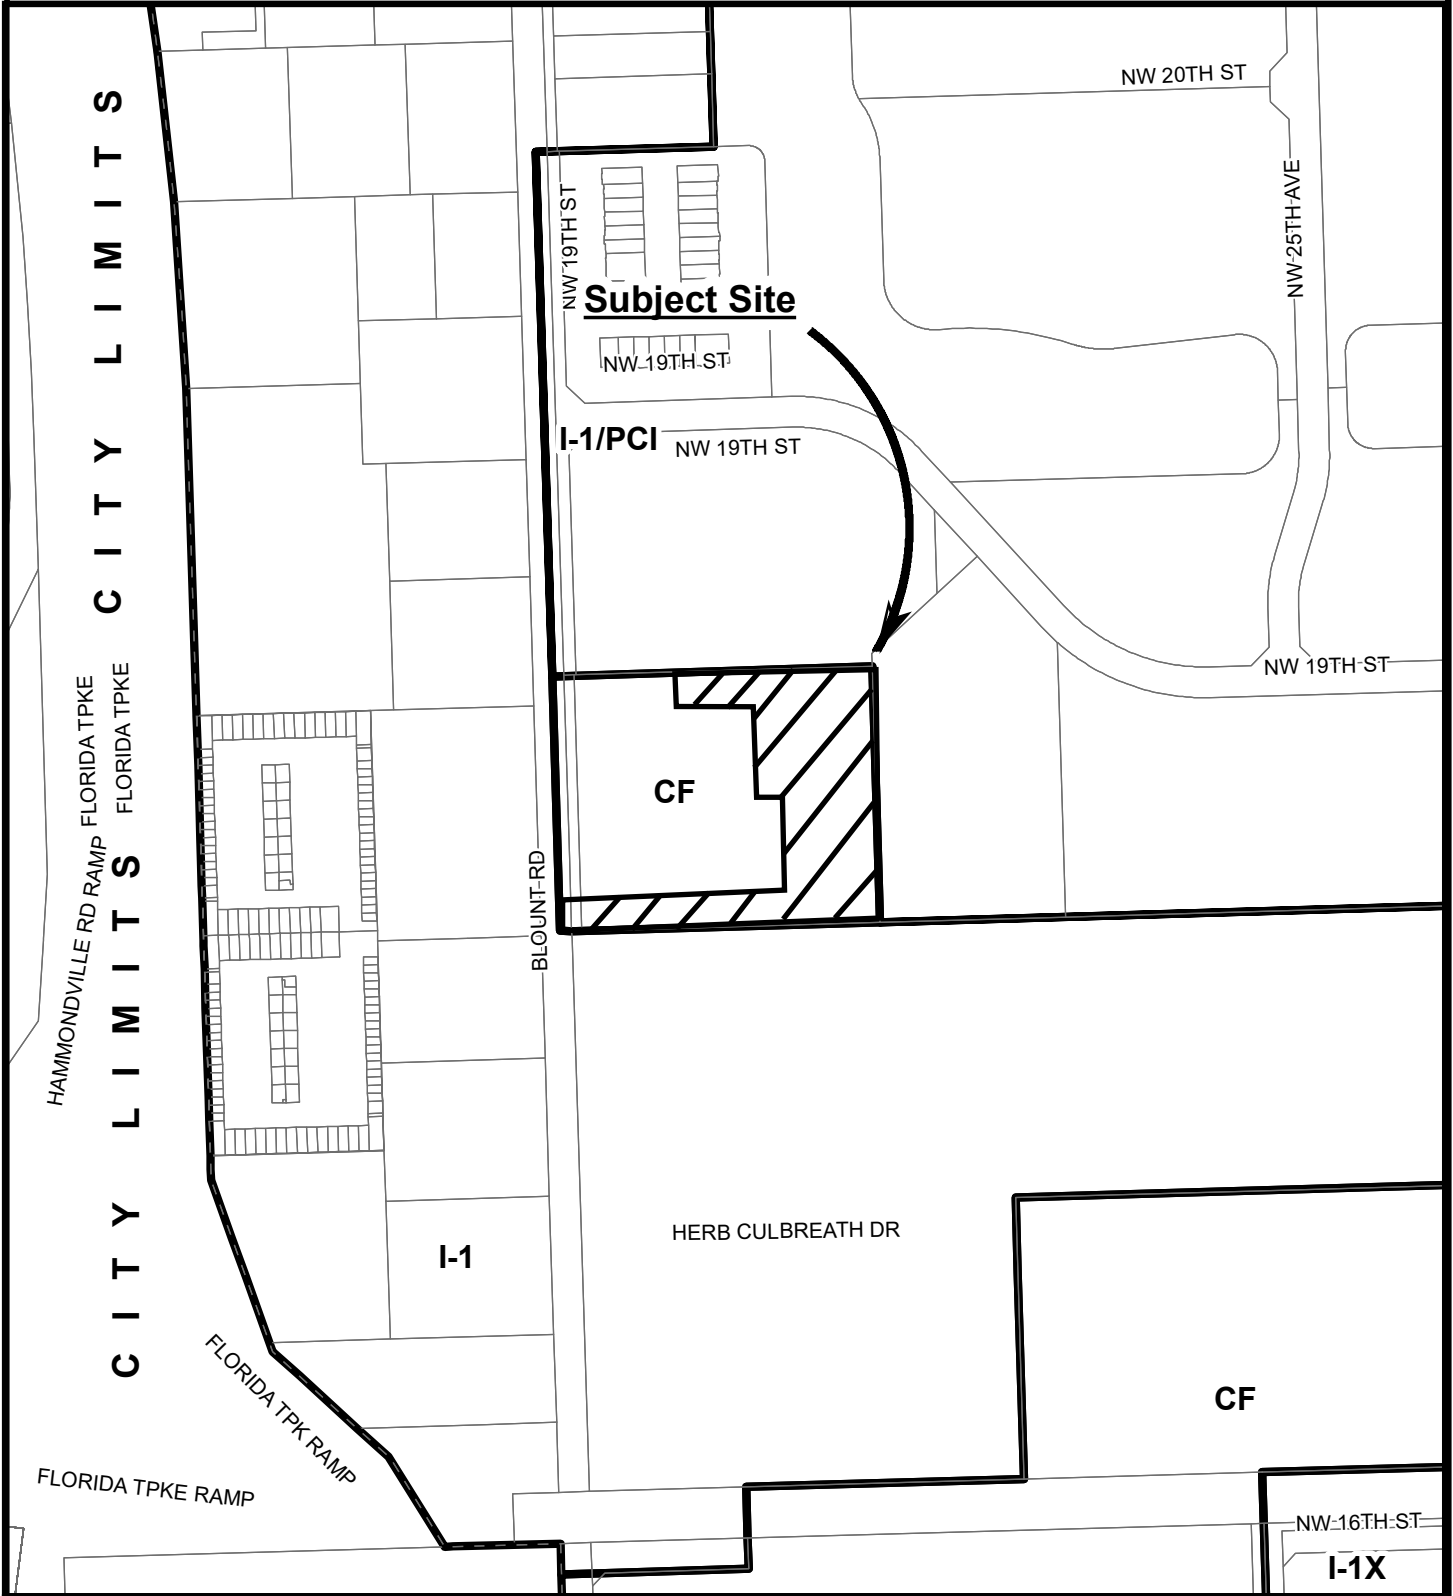 NW 20TH ST
CITY LIMITS
NW 25TH AVE
NW 19TH ST
Subject Site
NW 19TH ST
I-1/PCI
NW 19TH ST
NW 19TH ST
FLORIDA TPKE
FLORIDA TPKE
CF
HAMMONDVILLE RD RAMP
BLOUNT RD
CITY LIMITS
HERB CULBREATH DR
I-1
FLORIDA TPK RAMP
CF
FLORIDA TPKE RAMP
NW 16TH ST
I-1X